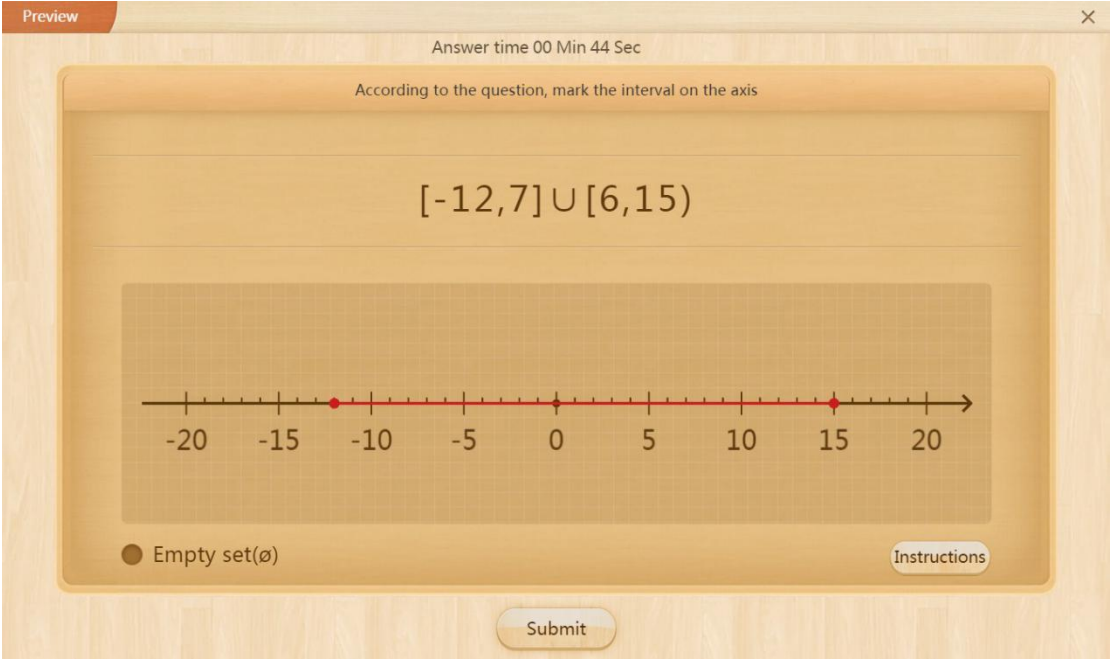 Preview
Answer time 00 Min 44 Sec
According to the question, mark the interval on the axis
[-12,7]∪[6,15)
-20 -15 -10 -5 0 5 10 15 20
Empty set(ø)
Instructions
Submit